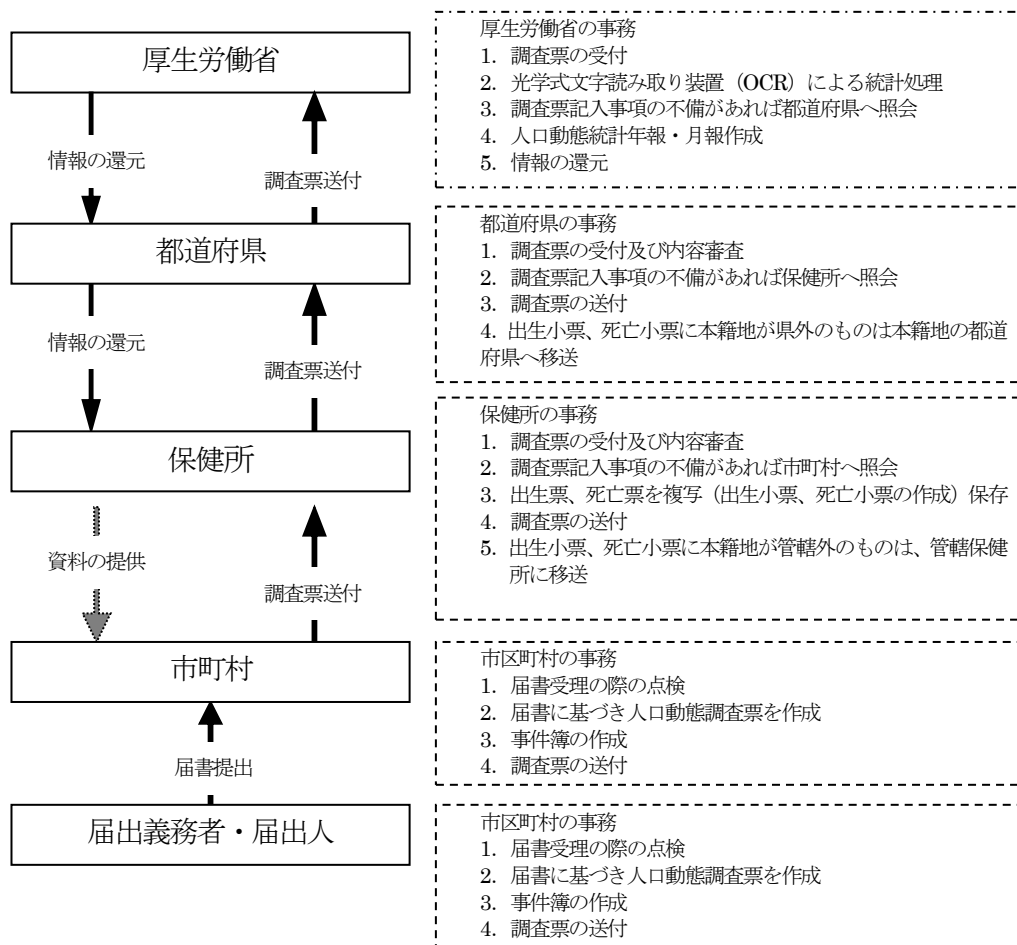 厚生労働省
情報の還元
調査票送付
都道府県
情報の還元
調査票送付
保健所
資料の提供
調査票送付
市町村
届書提出
届出義務者・届出人
厚生労働省の事務
1. 調査票の受付
2. 光学式文字読み取り装置（OCR）による統計処理
3. 調査票記入事項の不備があれば都道府県へ照会
4. 人口動態統計年報・月報作成
5. 情報の還元
都道府県の事務
1. 調査票の受付及び内容審査
2. 調査票記入事項の不備があれば保健所へ照会
3. 調査票の送付
4. 出生小票、死亡小票に本籍地が県外のものは本籍地の都道
府県へ移送
保健所の事務
1. 調査票の受付及び内容審査
2. 調査票記入事項の不備があれば市町村へ照会
3. 出生票、死亡票を複写（出生小票、死亡小票の作成）保存
4. 調査票の送付
5. 出生小票、死亡小票に本籍地が管轄外のものは、管轄保健
所に移送
市区町村の事務
1. 届書受理の際の点検
2. 届書に基づき人口動態調査票を作成
3. 事件簿の作成
4. 調査票の送付
市区町村の事務
1. 届書受理の際の点検
2. 届書に基づき人口動態調査票を作成
3. 事件簿の作成
4. 調査票の送付